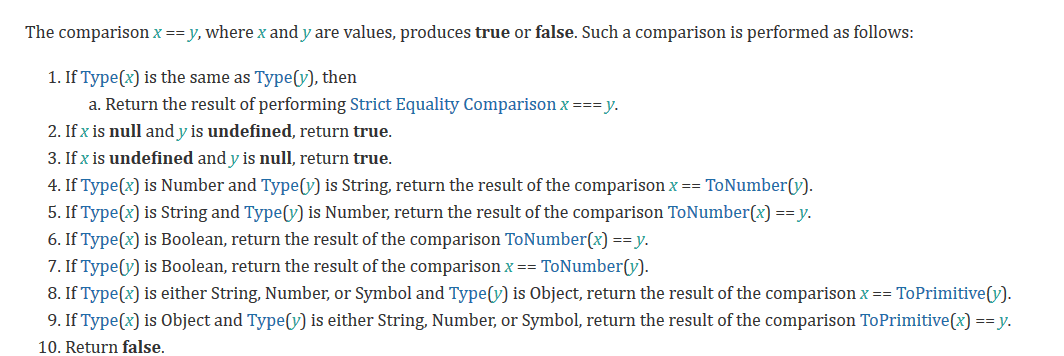 The comparison x == y, where x and y are values, produces true or false. Such a comparison is performed as follows:
1. If Type(x) is the same as Type(y), then
a. Return the result of performing Strict Equality Comparison x === y.
2. If x is null and y is undefined, return true.
3. If x is undefined and y is null, return true.
4. If Type(x) is Number and Type(y) is String, return the result of the comparison x == ToNumber(y).
5. If Type(x) is String and Type(y) is Number, return the result of the comparison ToNumber(x) == y.
6. If Type(x) is Boolean, return the result of the comparison ToNumber(x) == y.
7. If Type(y) is Boolean, return the result of the comparison x == ToNumber(y).
8. If Type(x) is either String, Number, or Symbol and Type(y) is Object, return the result of the comparison x == ToPrimitive(y).
9. If Type(x) is Object and Type(y) is either String, Number, or Symbol, return the result of the comparison ToPrimitive(x) == y.
10. Return false.